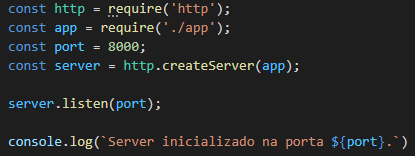 const http = require('http');
const app = require('./app');
const port = 8000;
const server = http.createServer(app);
server.listen(port);
console.log(`Server inicializado na porta ${port}.`)